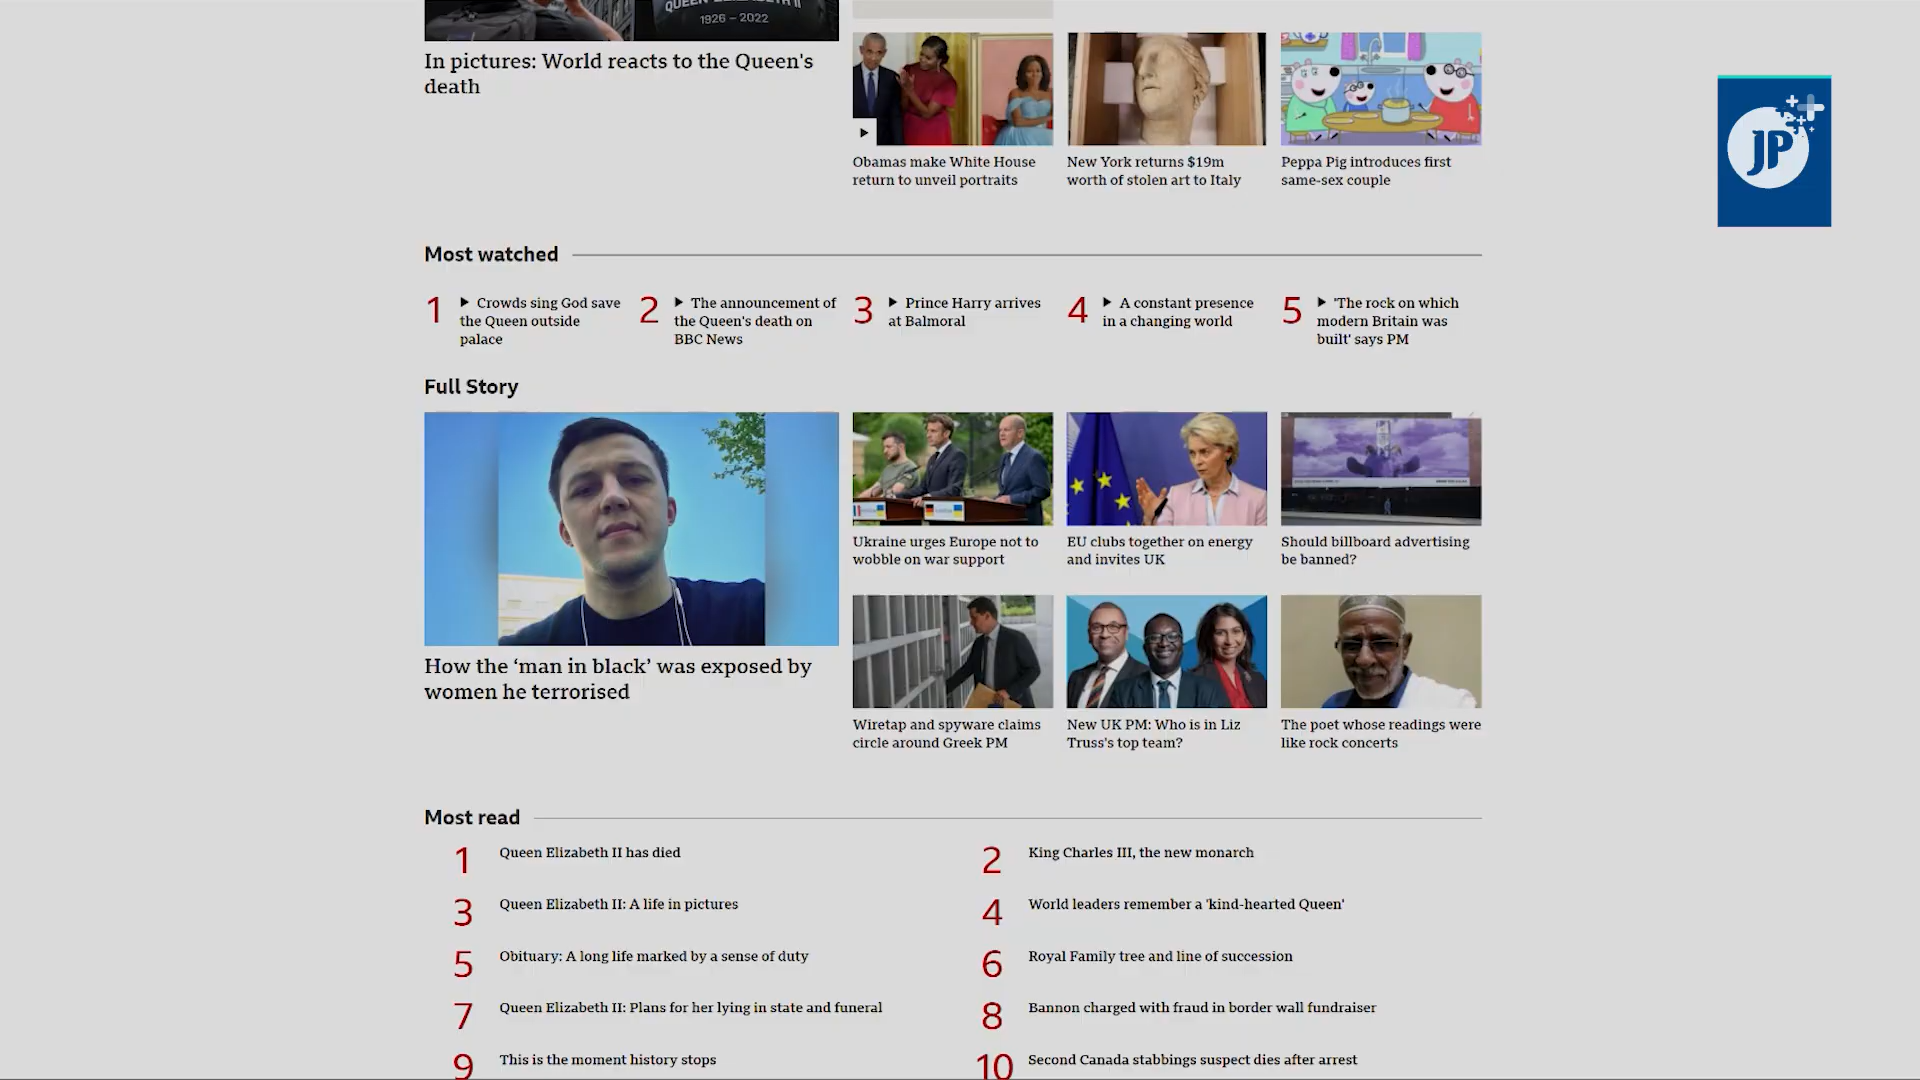 QUEEN ELIZABETH II
1926 – 2022
In pictures: World reacts to the Queen's
death
Obamas make White House
return to unveil portraits
New York returns $19m
worth of stolen art to Italy
Peppa Pig introduces first
same-sex couple
JP
Most watched
1
Crowds sing God save
the Queen outside
palace
2
The announcement of
the Queen's death on
BBC News
3
Prince Harry arrives
at Balmoral
4
A constant presence
in a changing world
5
'The rock on which
modern Britain was
built' says PM
Full Story
How the ‘man in black’ was exposed by
women he terrorised
Ukraine urges Europe not to
wobble on war support
EU clubs together on energy
and invites UK
Should billboard advertising
be banned?
Wiretap and spyware claims
circle around Greek PM
New UK PM: Who is in Liz
Truss's top team?
The poet whose readings were
like rock concerts
Most read
1 Queen Elizabeth II has died
2 King Charles III, the new monarch
3 Queen Elizabeth II: A life in pictures
4 World leaders remember a 'kind-hearted Queen'
5 Obituary: A long life marked by a sense of duty
6 Royal Family tree and line of succession
7 Queen Elizabeth II: Plans for her lying in state and funeral
8 Bannon charged with fraud in border wall fundraiser
9 This is the moment history stops
10 Second Canada stabbings suspect dies after arrest